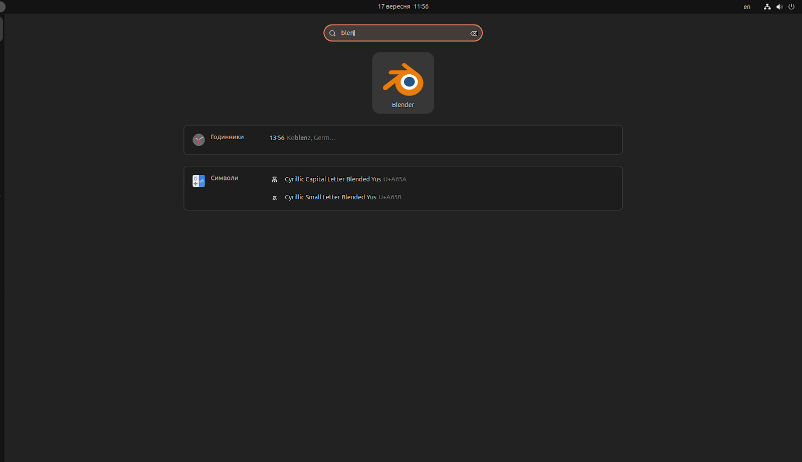 17 вересня 11:56
en
blen
Blender
Годинники 13:56 Koblenz, Germ…
Символи Cyrillic Capital Letter Blended Yus U+A65A
Cyrillic Small Letter Blended Yus U+A65B